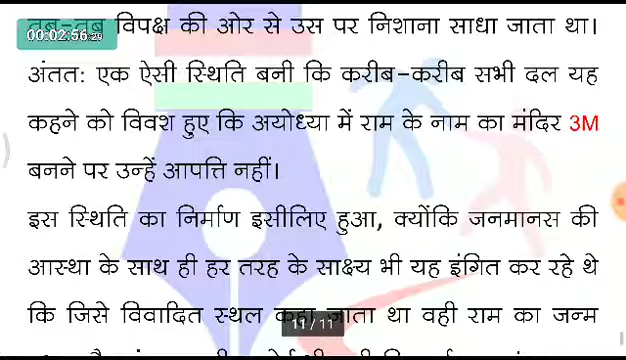 तब-तब विपक्ष की ओर से उस पर निशाना साधा जाता था।
00:02:56:29
अंतत: एक ऐसी स्थिति बनी कि करीब-करीब सभी दल यह
कहने को विवश हुए कि अयोध्या में राम के नाम का मंदिर 3M
बनने पर उन्हें आपत्ति नहीं।
इस स्थिति का निर्माण इसीलिए हुआ, क्योंकि जनमानस की
आस्था के साथ ही हर तरह के साक्ष्य भी यह इंगित कर रहे थे
कि जिसे विवादित स्थल कहा जाता था वही राम का जन्म
11/11